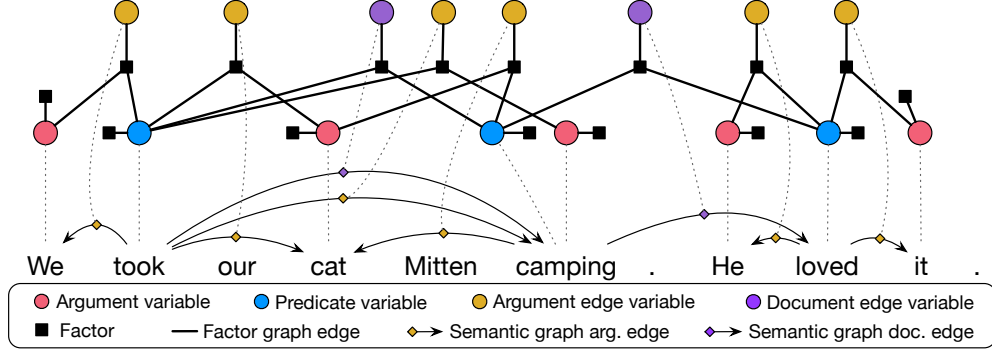 We took our cat Mitten camping . He loved it .
Argument variable Predicate variable Argument edge variable Document edge variable
Factor Factor graph edge Semantic graph arg. edge Semantic graph doc. edge